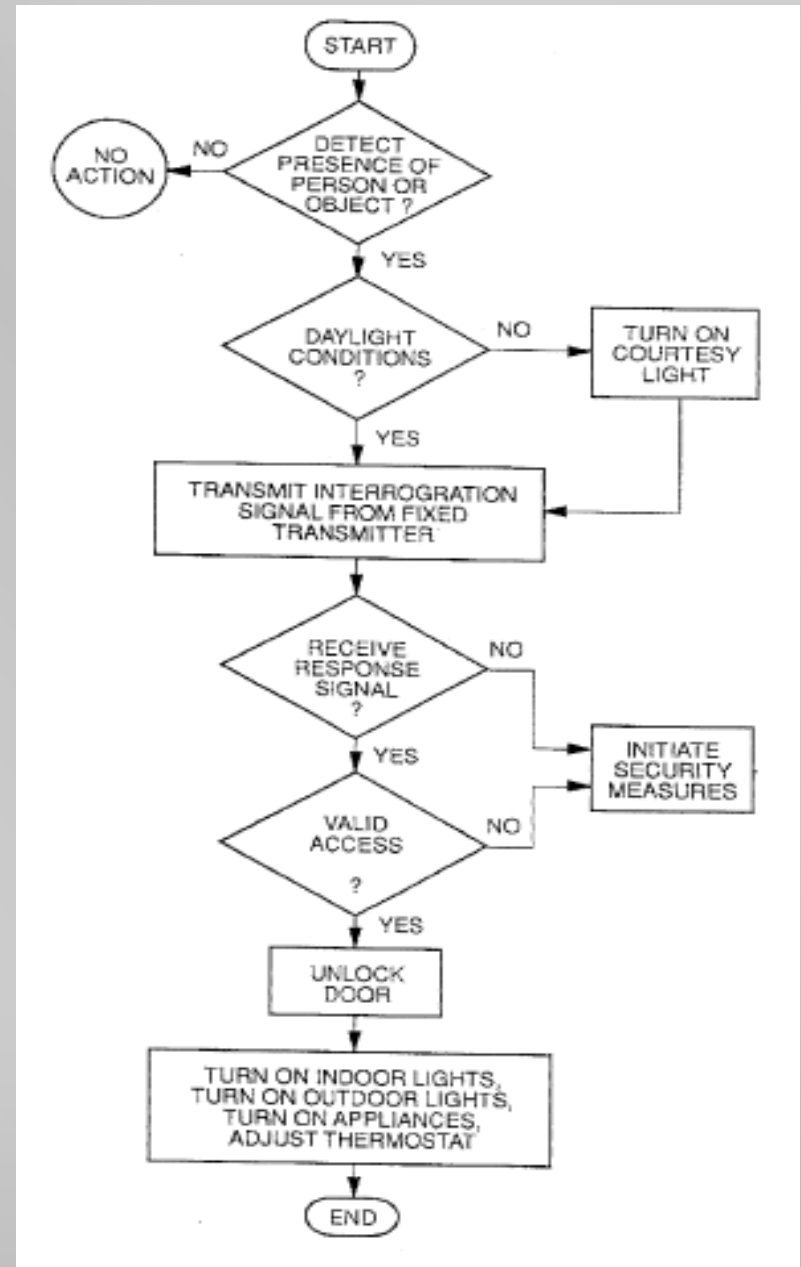 START
DETECT
PRESENCE OF
PERSON OR
OBJECT ?
NO
NO
ACTION
YES
DAYLIGHT
CONDITIONS
?
NO
TURN ON
COURTESY
LIGHT
YES
TRANSMIT INTERROGRATION
SIGNAL FROM FIXED
TRANSMITTER
RECEIVE
RESPONSE
SIGNAL
?
NO
YES
INITIATE
SECURITY
MEASURES
VALID
ACCESS
?
NO
YES
UNLOCK
DOOR
TURN ON INDOOR LIGHTS,
TURN ON OUTDOOR LIGHTS,
TURN ON APPLIANCES,
ADJUST THERMOSTAT
END